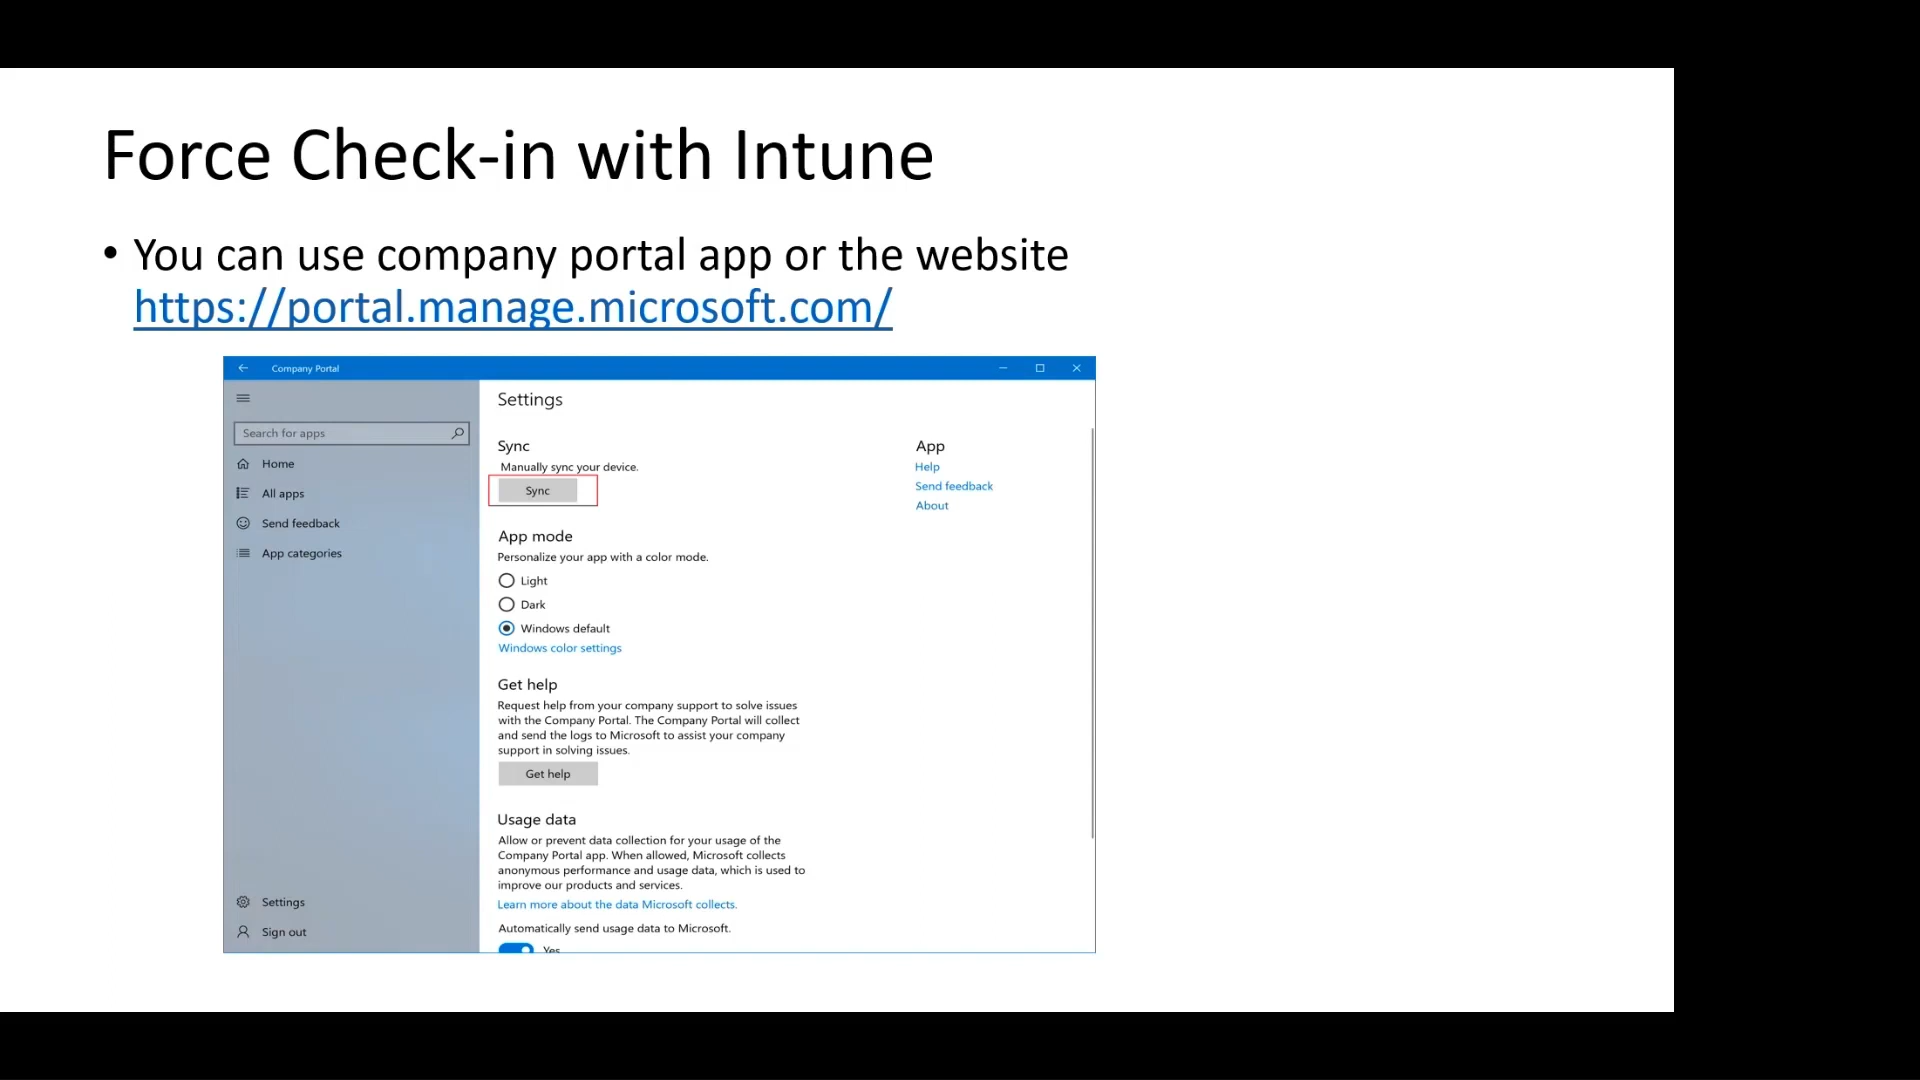 Force Check-in with Intune
• You can use company portal app or the website
https://portal.manage.microsoft.com/
Company Portal
Search for apps
Home
All apps
Send feedback
App categories
Settings
Sign out
Settings
Sync
Manually sync your device.
Sync
App mode
Personalize your app with a color mode.
Light
Dark
Windows default
Windows color settings
Get help
Request help from your company support to solve issues
with the Company Portal. The Company Portal will collect
and send the logs to Microsoft to assist your company
support in solving issues.
Get help
Usage data
Allow or prevent data collection for your usage of the
Company Portal app. When allowed, Microsoft collects
anonymous performance and usage data, which is used to
improve our products and services.
Learn more about the data Microsoft collects.
Automatically send usage data to Microsoft.
Yes
App
Help
Send feedback
About